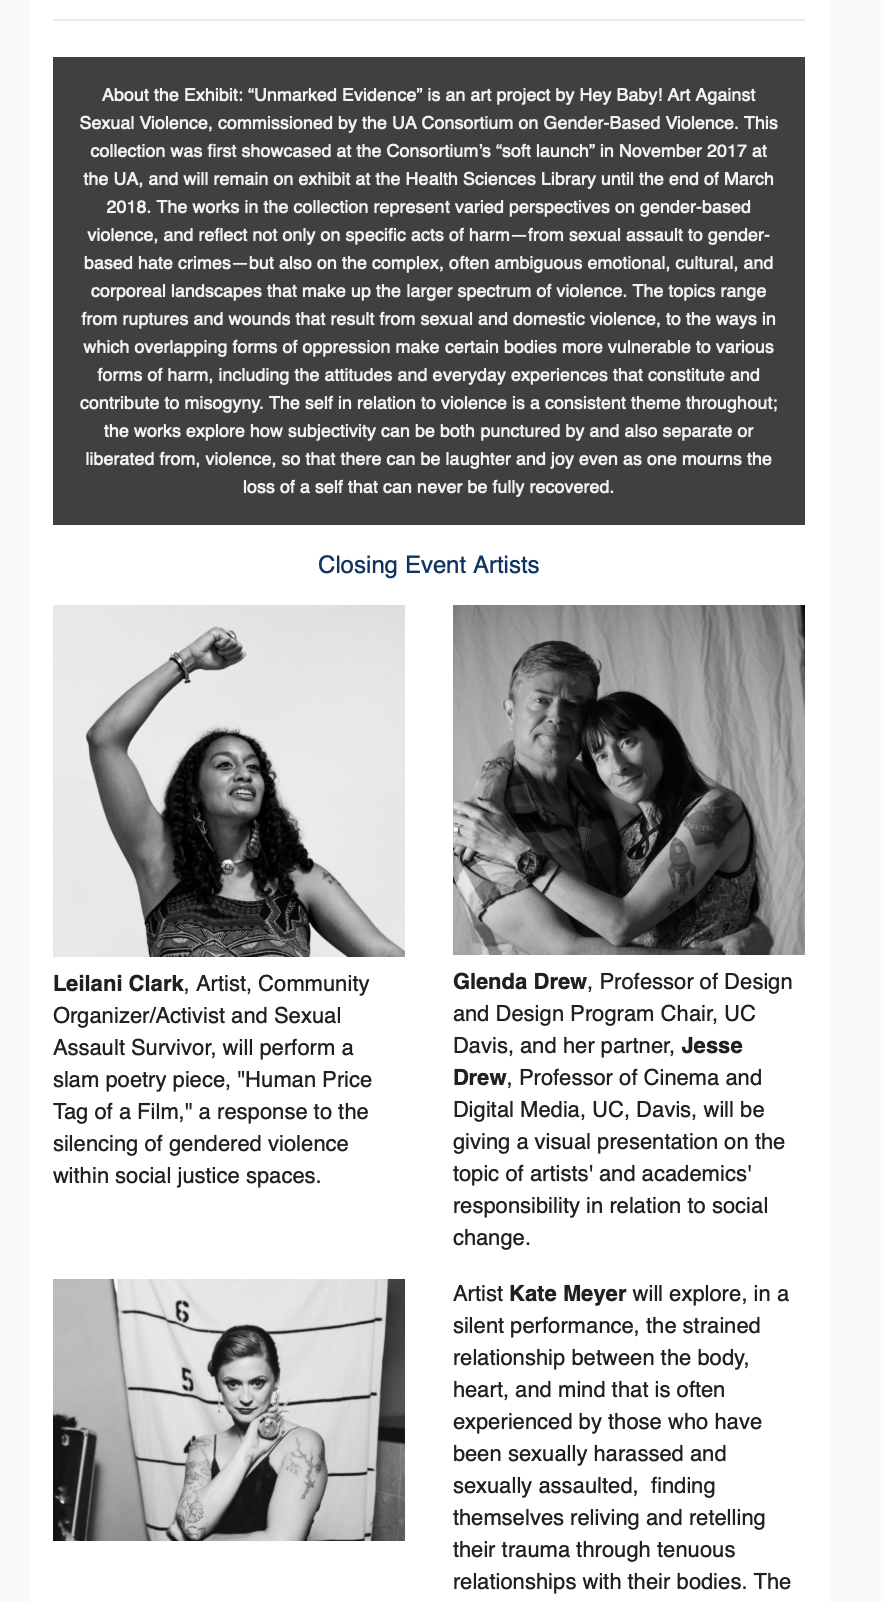 About the Exhibit: “Unmarked Evidence” is an art project by Hey Baby! Art Against
Sexual Violence, commissioned by the UA Consortium on Gender-Based Violence. This
collection was first showcased at the Consortium’s “soft launch” in November 2017 at
the UA, and will remain on exhibit at the Health Sciences Library until the end of March
2018. The works in the collection represent varied perspectives on gender-based
violence, and reflect not only on specific acts of harm—from sexual assault to gender-
based hate crimes—but also on the complex, often ambiguous emotional, cultural, and
corporeal landscapes that make up the larger spectrum of violence. The topics range
from ruptures and wounds that result from sexual and domestic violence, to the ways in
which overlapping forms of oppression make certain bodies more vulnerable to various
forms of harm, including the attitudes and everyday experiences that constitute and
contribute to misogyny. The self in relation to violence is a consistent theme throughout;
the works explore how subjectivity can be both punctured by and also separate or
liberated from, violence, so that there can be laughter and joy even as one mourns the
loss of a self that can never be fully recovered.
Closing Event Artists
Leilani Clark, Artist, Community
Organizer/Activist and Sexual
Assault Survivor, will perform a
slam poetry piece, "Human Price
Tag of a Film," a response to the
silencing of gendered violence
within social justice spaces.
Glenda Drew, Professor of Design
and Design Program Chair, UC
Davis, and her partner, Jesse
Drew, Professor of Cinema and
Digital Media, UC, Davis, will be
giving a visual presentation on the
topic of artists' and academics'
responsibility in relation to social
change.
6
5
Artist Kate Meyer will explore, in a
silent performance, the strained
relationship between the body,
heart, and mind that is often
experienced by those who have
been sexually harassed and
sexually assaulted,  finding
themselves reliving and retelling
their trauma through tenuous
relationships with their bodies. The